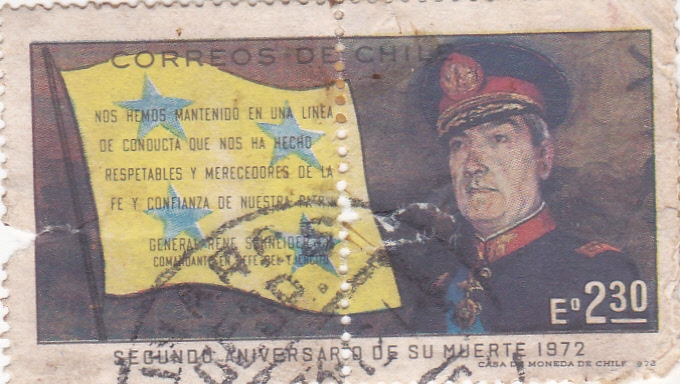 CORREOS DE CHILE
NOS HEMOS MANTENIDO EN UNA LINEA
DE CONDUCTA QUE NOS HA HECHO
RESPETABLES Y MERECEDORES DE LA
FE Y CONFIANZA DE NUESTRA PATRIA
GENERAL RENE SCHNEIDER CH.
COMANDANTE EN JEFE DEL EJERCITO
Eº 2.30
SEGUNDO ANIVERSARIO DE SU MUERTE 1972
CASA DE MONEDA DE CHILE 972